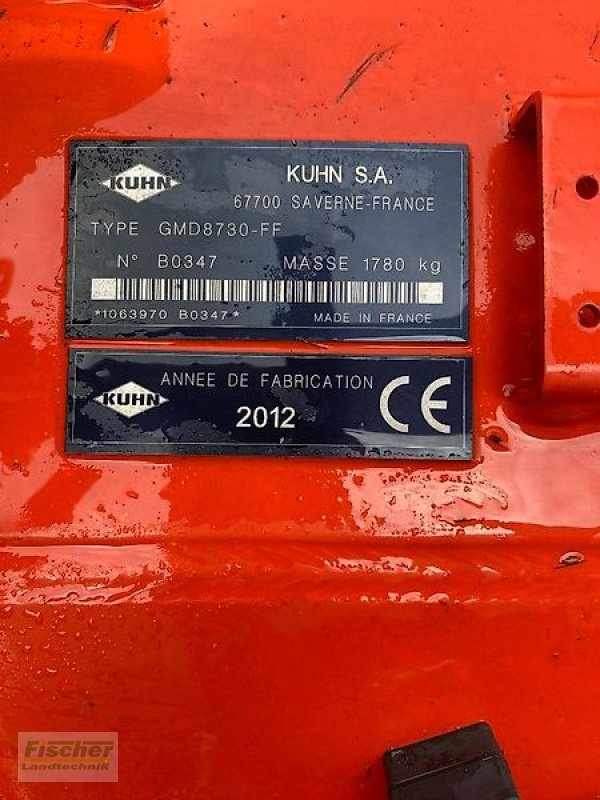 KUHN
KUHN S.A.
67700 SAVERNE-FRANCE
TYPE GMD8730-FF
N° B0347 MASSE 1780 kg
*1063970 B0347*
MADE IN FRANCE
KUHN
ANNEE DE FABRICATION
2012
CE
Fischer
Landtechnik